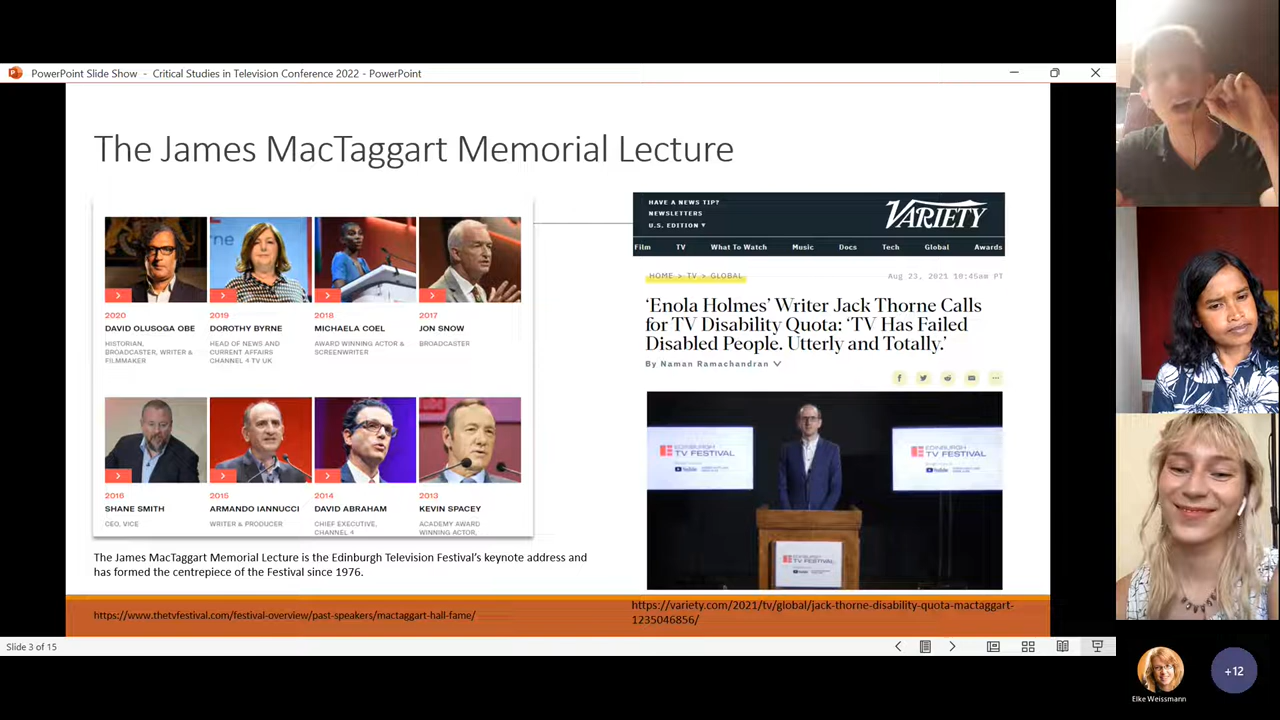 PowerPoint Slide Show - Critical Studies in Television Conference 2022 - PowerPoint
The James MacTaggart Memorial Lecture
2020
DAVID OLUSOGA OBE
HISTORIAN,
BROADCASTER, WRITER &
FILMMAKER
2019
DOROTHY BYRNE
HEAD OF NEWS AND
CURRENT AFFAIRS
CHANNEL 4 TV UK
2018
MICHAELA COEL
AWARD WINNING ACTOR &
SCREENWRITER
2017
JON SNOW
BROADCASTER
2016
SHANE SMITH
CEO, VICE
2015
ARMANDO IANNUCCI
WRITER & PRODUCER
2014
DAVID ABRAHAM
CHIEF EXECUTIVE,
CHANNEL 4
2013
KEVIN SPACEY
ACADEMY AWARD
WINNING ACTOR,
The James MacTaggart Memorial Lecture is the Edinburgh Television Festival's keynote address and
has formed the centrepiece of the Festival since 1976.
https://www.thetvfestival.com/festival-overview/past-speakers/mactaggart-hall-fame/
HAVE A NEWS TIP?
NEWSLETTERS
U.S. EDITION
VARIETY
Film TV What To Watch Music Docs Tech Global Awards
HOME > TV > GLOBAL
Aug 23, 2021 10:45am PT
‘Enola Holmes’ Writer Jack Thorne Calls
for TV Disability Quota: ‘TV Has Failed
Disabled People. Utterly and Totally.’
By Naman Ramachandran
EDINBURGH
TV FESTIVAL
YouTube
EDINBURGH
TV FESTIVAL
YouTube
EDINBURGH
TV FESTIVAL
https://variety.com/2021/tv/global/jack-thorne-disability-quota-mactaggart-
1235046856/
Slide 3 of 15
Elke Weissmann
+12